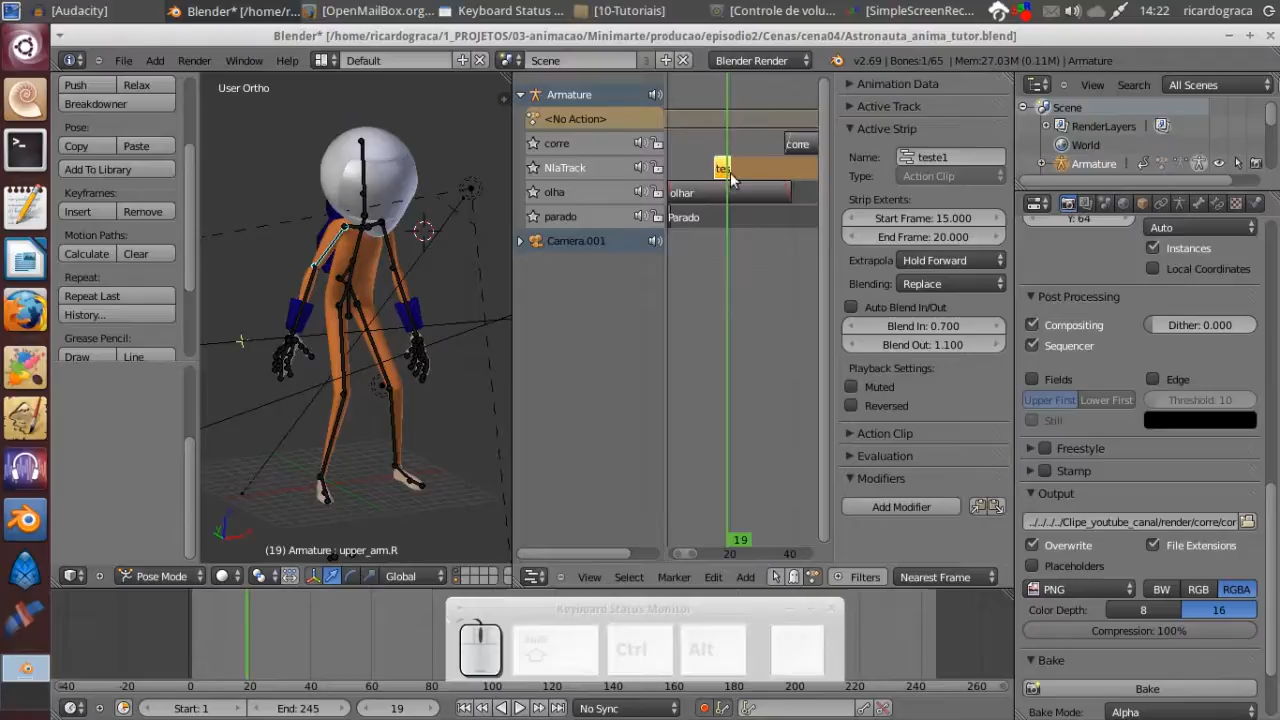 [Audacity]
Blender* [/home/r...
[OpenMailBox.org...
Keyboard Status ...
[10-Tutoriais]
[Controle de volu...
[SimpleScreenRec...
14:22
ricardograca
Blender* [/home/ricardograca/1_PROJETOS/03-animacao/Minimarte/producao/episodio2/Cenas/cena04/Astronauta_anima_tutor.blend]
File Add Render Window Help
Default
Scene
3
Blender Render
v2.69 | Bones:1/65 | Mem:27.03M (0.11M) | Armature
Push Relax
Breakdowner
Pose:
Copy Paste
Add To Library
Keyframes:
Insert Remove
Motion Paths:
Calculate Clear
Repeat:
Repeat Last
History...
Grease Pencil:
Draw Line
User Ortho
(19) Armature : upper_arm.R
Pose Mode
Global
Armature
<No Action>
corre
NlaTrack
olha
parado
Camera.001
corre
olhar
Parado
19
20 40
View Select Marker Edit Add
Filters
Nearest Frame
Animation Data
Active Track
Active Strip
Name: teste1
Type: Action Clip
Strip Extents:
Start Frame: 15.000
End Frame: 20.000
Extrapola Hold Forward
Blending: Replace
Auto Blend In/Out
Blend In: 0.700
Blend Out: 1.100
Playback Settings:
Muted
Reversed
Action Clip
Evaluation
Modifiers
Add Modifier
View Search All Scenes
Scene
RenderLayers
World
Armature
Y: 64
Auto
Instances
Local Coordinates
Post Processing
Compositing
Dither: 0.000
Sequencer
Fields
Edge
Upper First Lower First
Threshold: 10
Still
Freestyle
Stamp
Output
../../../../Clipe_youtube_canal/render/corre/cor
Overwrite
File Extensions
Placeholders
PNG
BW RGB RGBA
Color Depth: 8 16
Compression: 100%
Bake
Bake
Bake Mode: Alpha
Keyboard Status Monitor
Shift Ctrl Alt
-40 -20 0 20 40 60 80 100 120 140 160 180 200 220 240 260
Start: 1
End: 245
19
No Sync